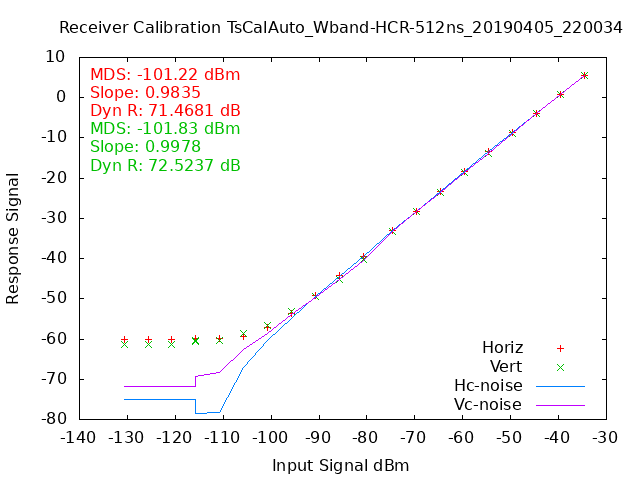 Receiver Calibration TsCalAuto_Wband-HCR-512ns_20190405_220034
MDS: -101.22 dBm
Slope: 0.9835
Dyn R: 71.4681 dB
MDS: -101.83 dBm
Slope: 0.9978
Dyn R: 72.5237 dB
10
0
-10
-20
-30
-40
-50
-60
-70
-80
Response Signal
Horiz
Vert
Hc-noise
Vc-noise
-140 -130 -120 -110 -100 -90 -80 -70 -60 -50 -40 -30
Input Signal dBm